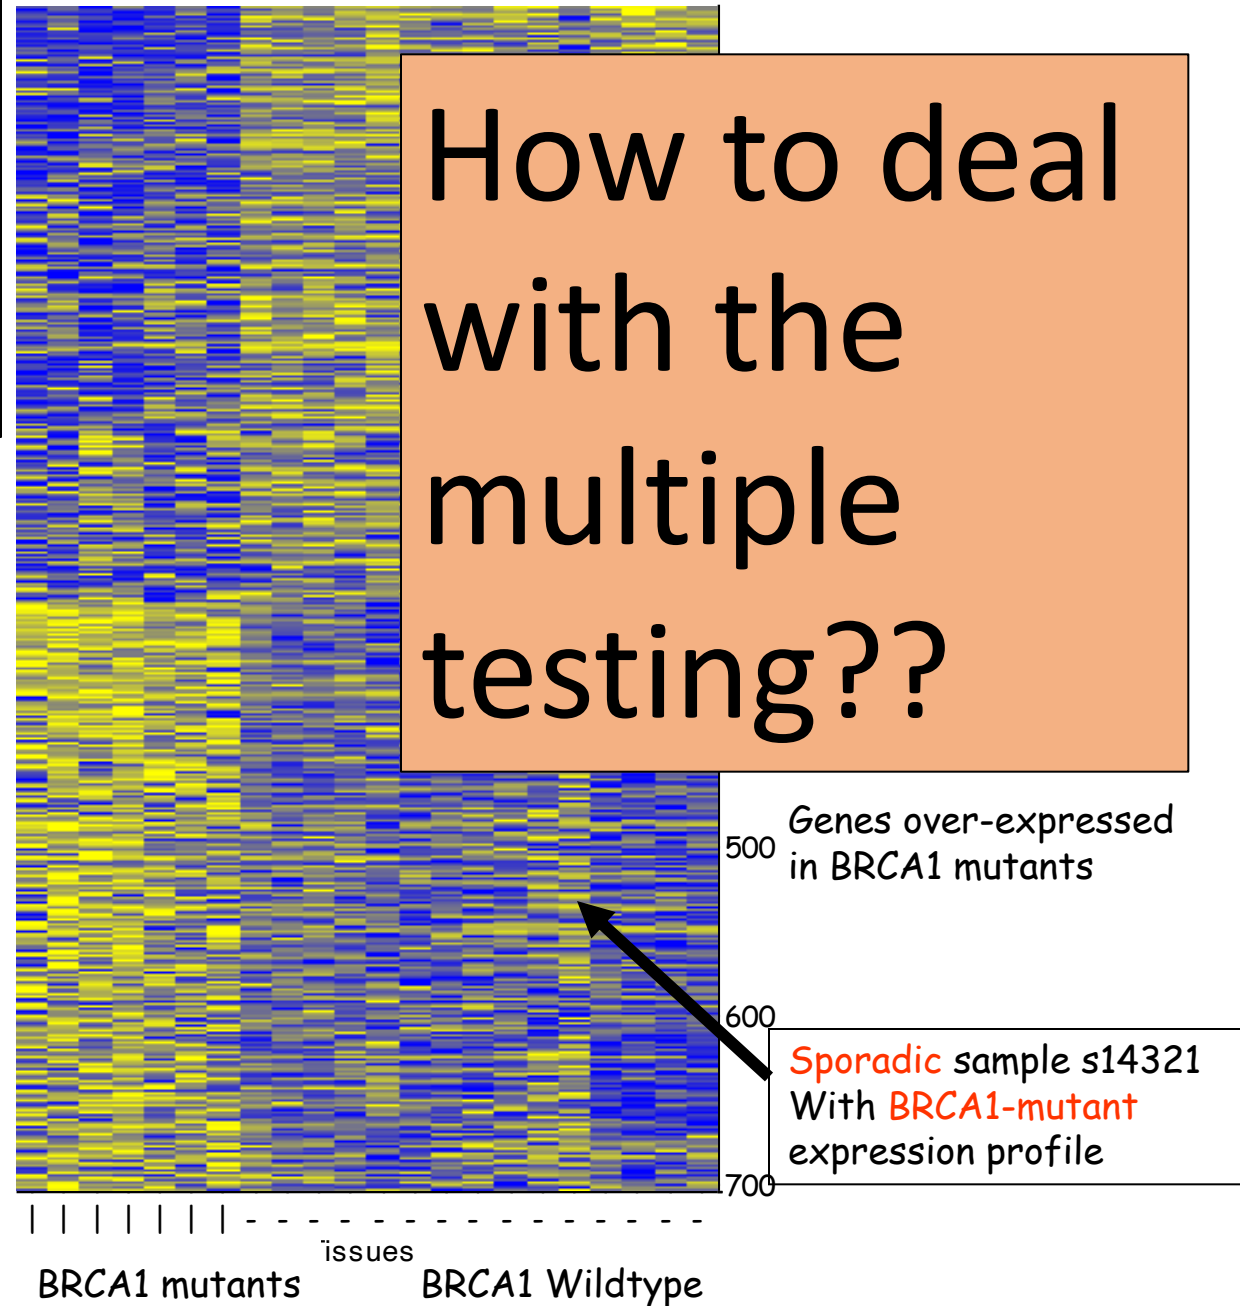 How to deal
with the
multiple
testing??
500
Genes over-expressed
in BRCA1 mutants
600
Sporadic sample s14321
With BRCA1-mutant
expression profile
700
| | | | | | | - - - - - - - - - - - - - - -
issues
BRCA1 mutants
BRCA1 Wildtype